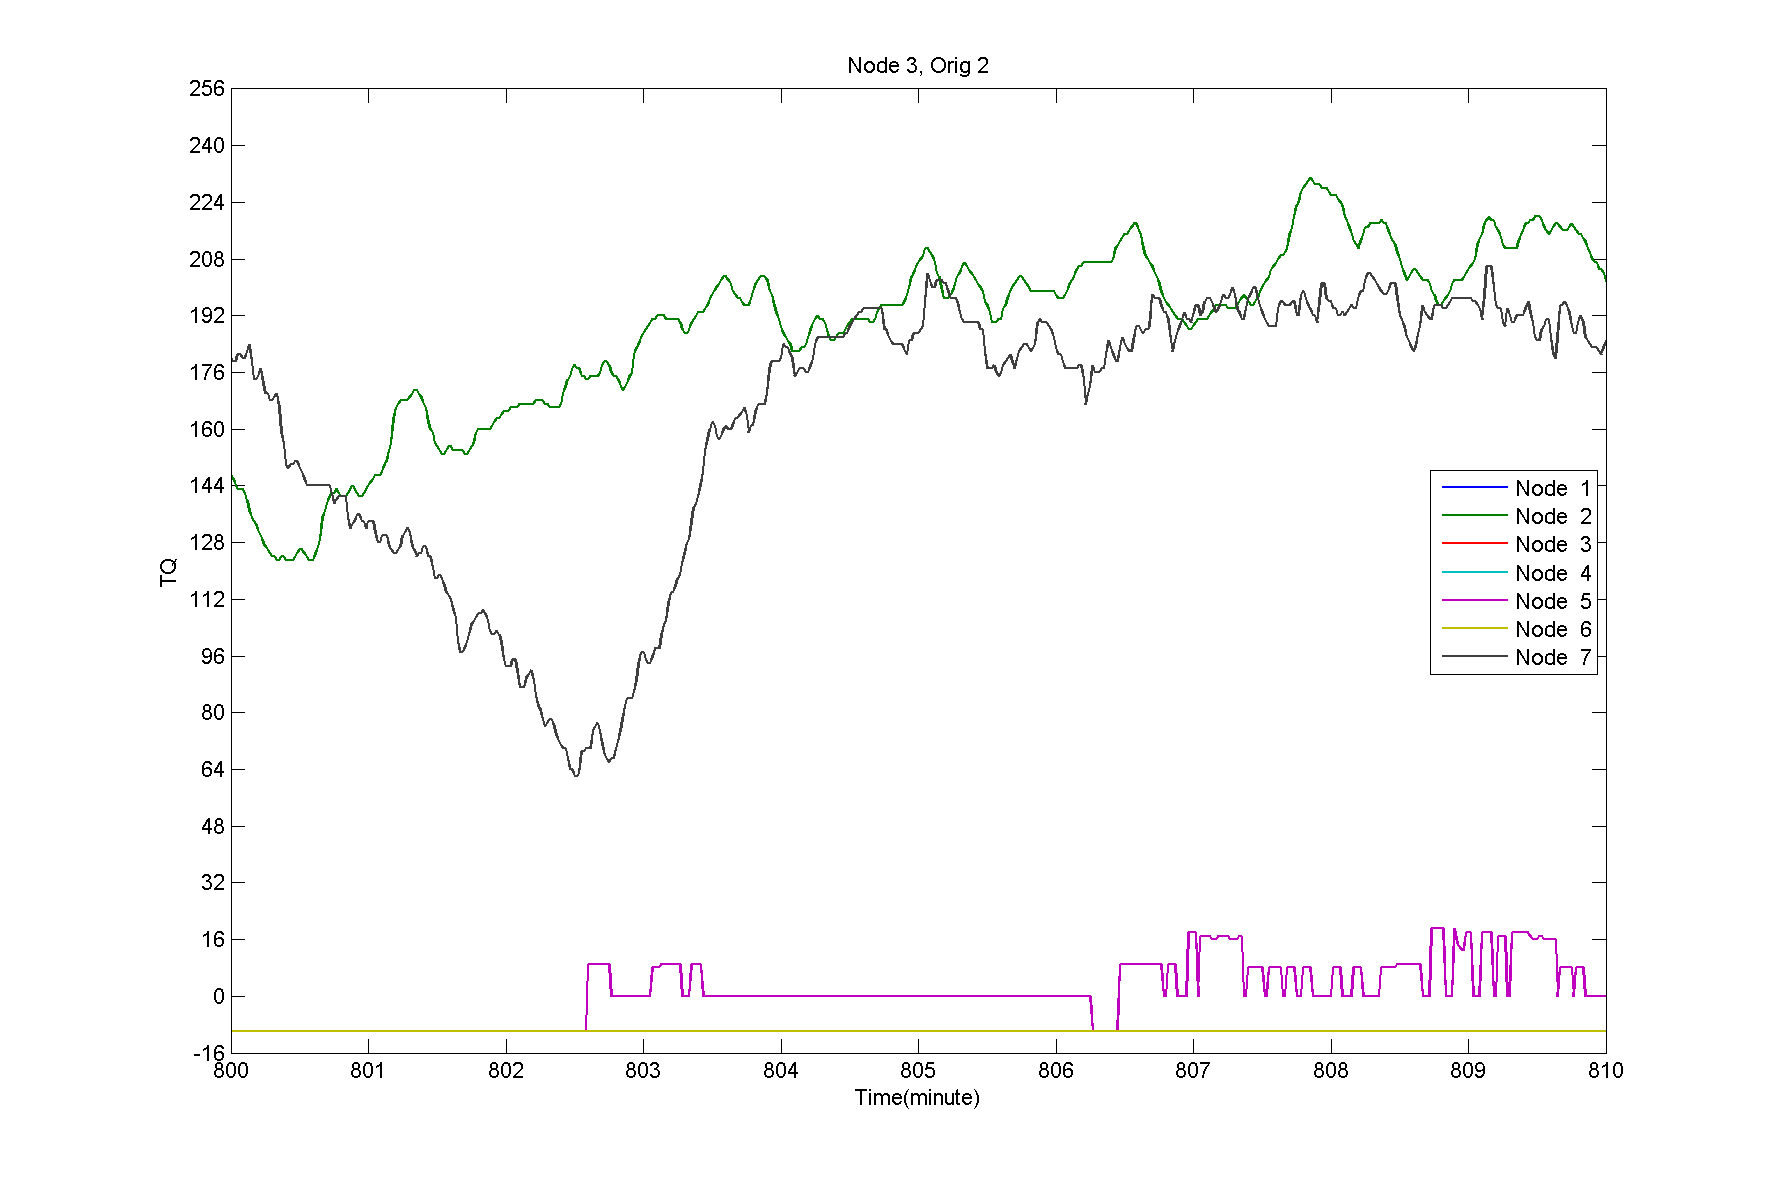 Node 3, Orig 2
256
240
224
208
192
176
160
144
128
112
96
80
64
48
32
16
0
-16
TQ
Node 1
Node 2
Node 3
Node 4
Node 5
Node 6
Node 7
800 801 802 803 804 805 806 807 808 809 810
Time(minute)